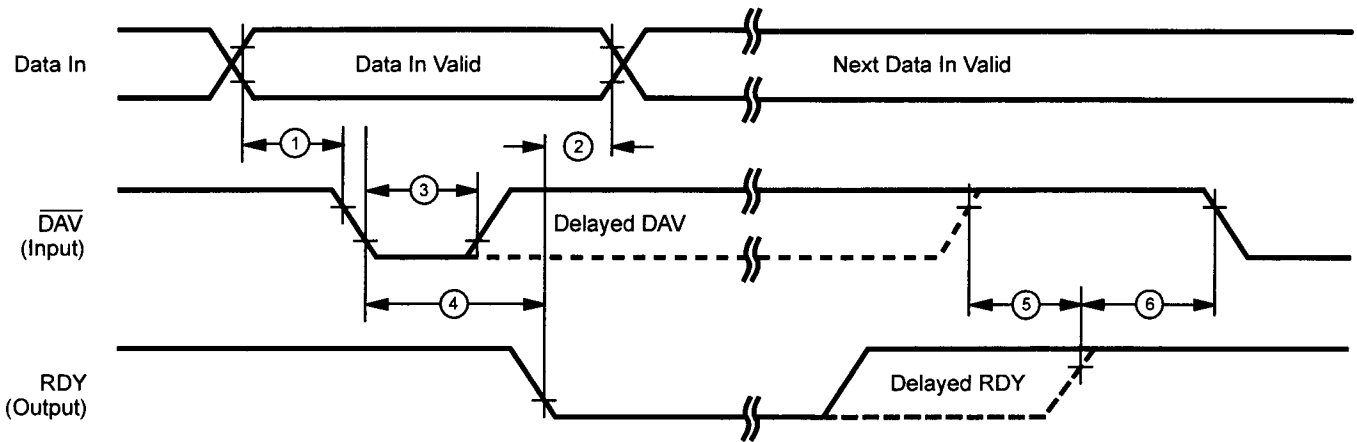 Data In
Data In Valid
Next Data In Valid
1
2
3
D̅A̅V̅
(Input)
Delayed DAV
4
5
6
RDY
(Output)
Delayed RDY